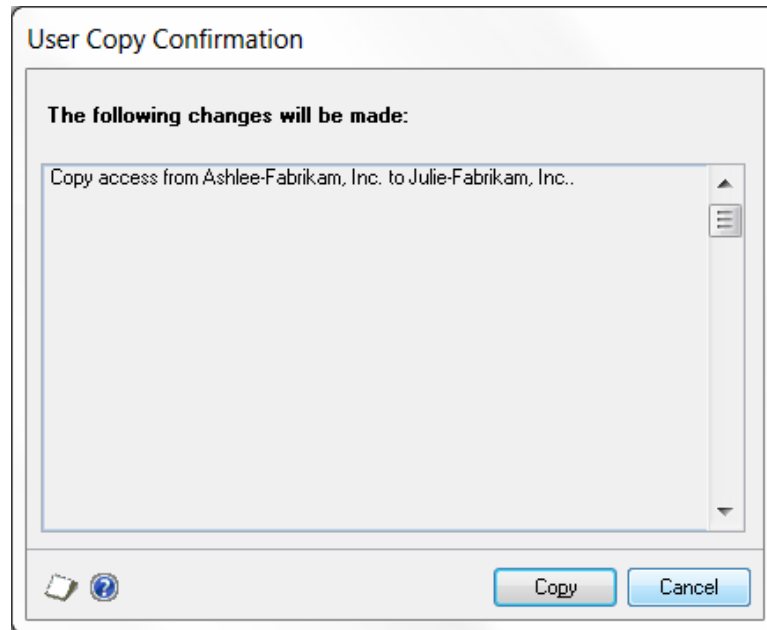 User Copy Confirmation
The following changes will be made:
Copy access from Ashlee-Fabrikam, Inc. to Julie-Fabrikam, Inc..
Copy Cancel